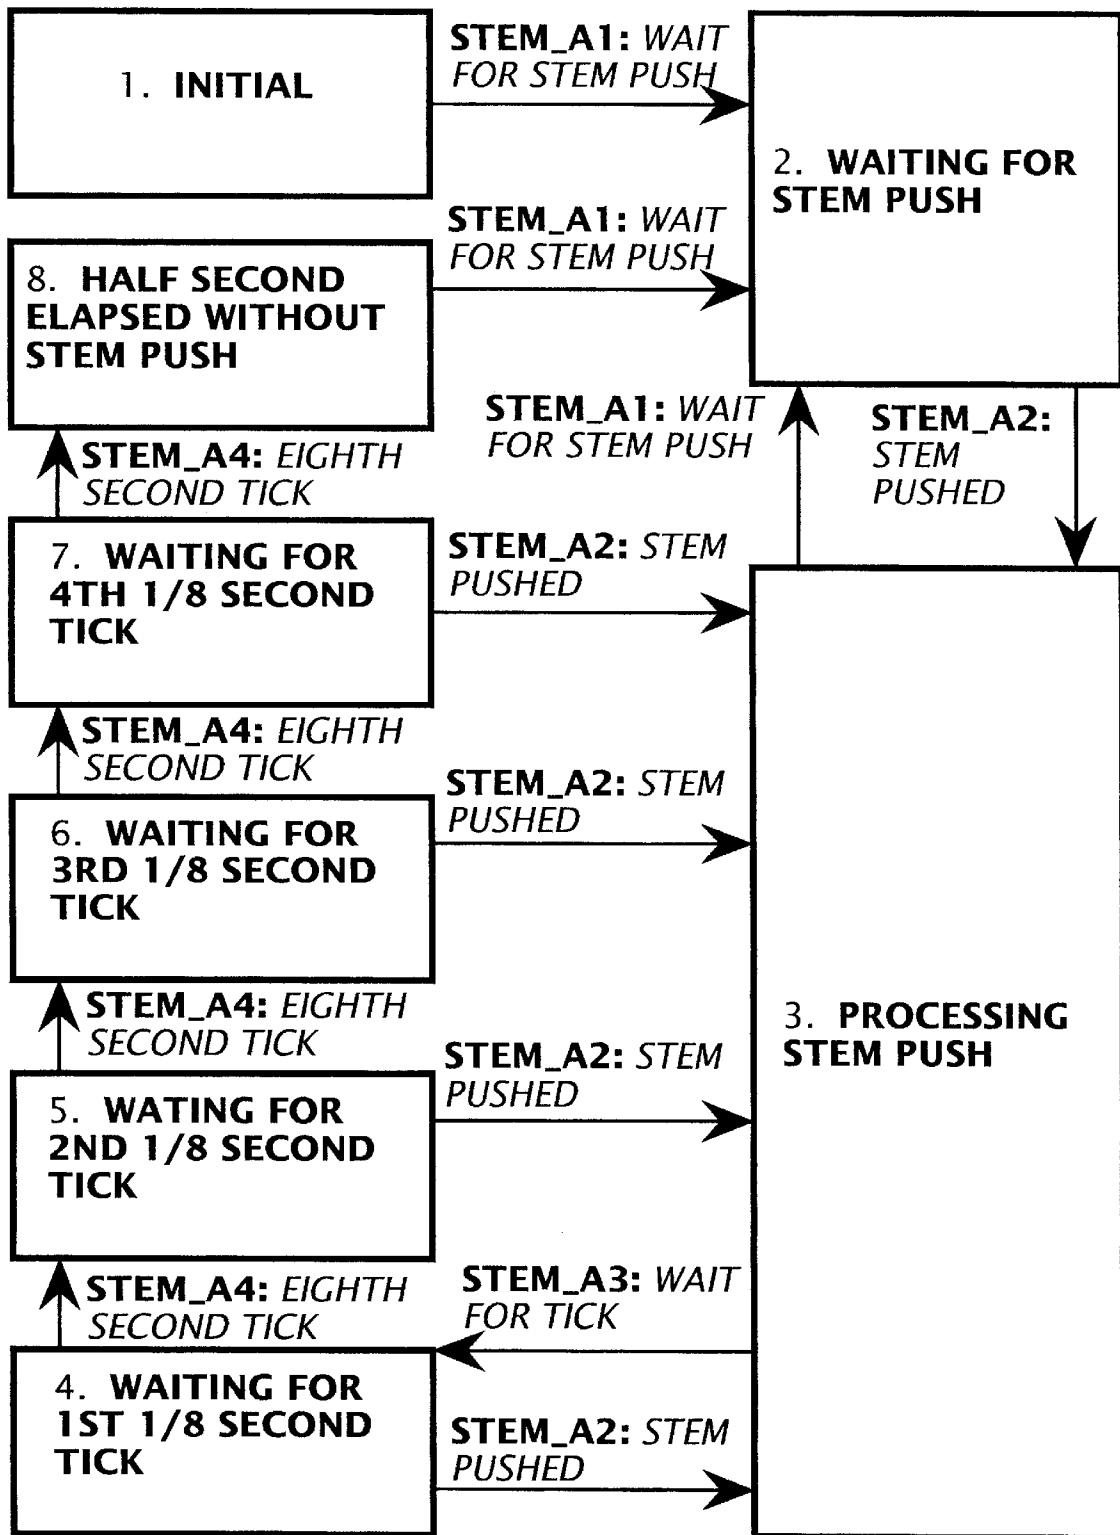 STEM_A1: WAIT
FOR STEM PUSH
1. INITIAL
2. WAITING FOR
STEM PUSH
STEM_A1: WAIT
FOR STEM PUSH
8. HALF SECOND
ELAPSED WITHOUT
STEM PUSH
STEM_A1: WAIT
FOR STEM PUSH
STEM_A2:
STEM
PUSHED
STEM_A4: EIGHTH
SECOND TICK
7. WAITING FOR
4TH 1/8 SECOND
TICK
STEM_A2: STEM
PUSHED
STEM_A4: EIGHTH
SECOND TICK
6. WAITING FOR
3RD 1/8 SECOND
TICK
STEM_A2: STEM
PUSHED
STEM_A4: EIGHTH
SECOND TICK
3. PROCESSING
STEM PUSH
5. WATING FOR
2ND 1/8 SECOND
TICK
STEM_A2: STEM
PUSHED
STEM_A4: EIGHTH
SECOND TICK
STEM_A3: WAIT
FOR TICK
4. WAITING FOR
1ST 1/8 SECOND
TICK
STEM_A2: STEM
PUSHED